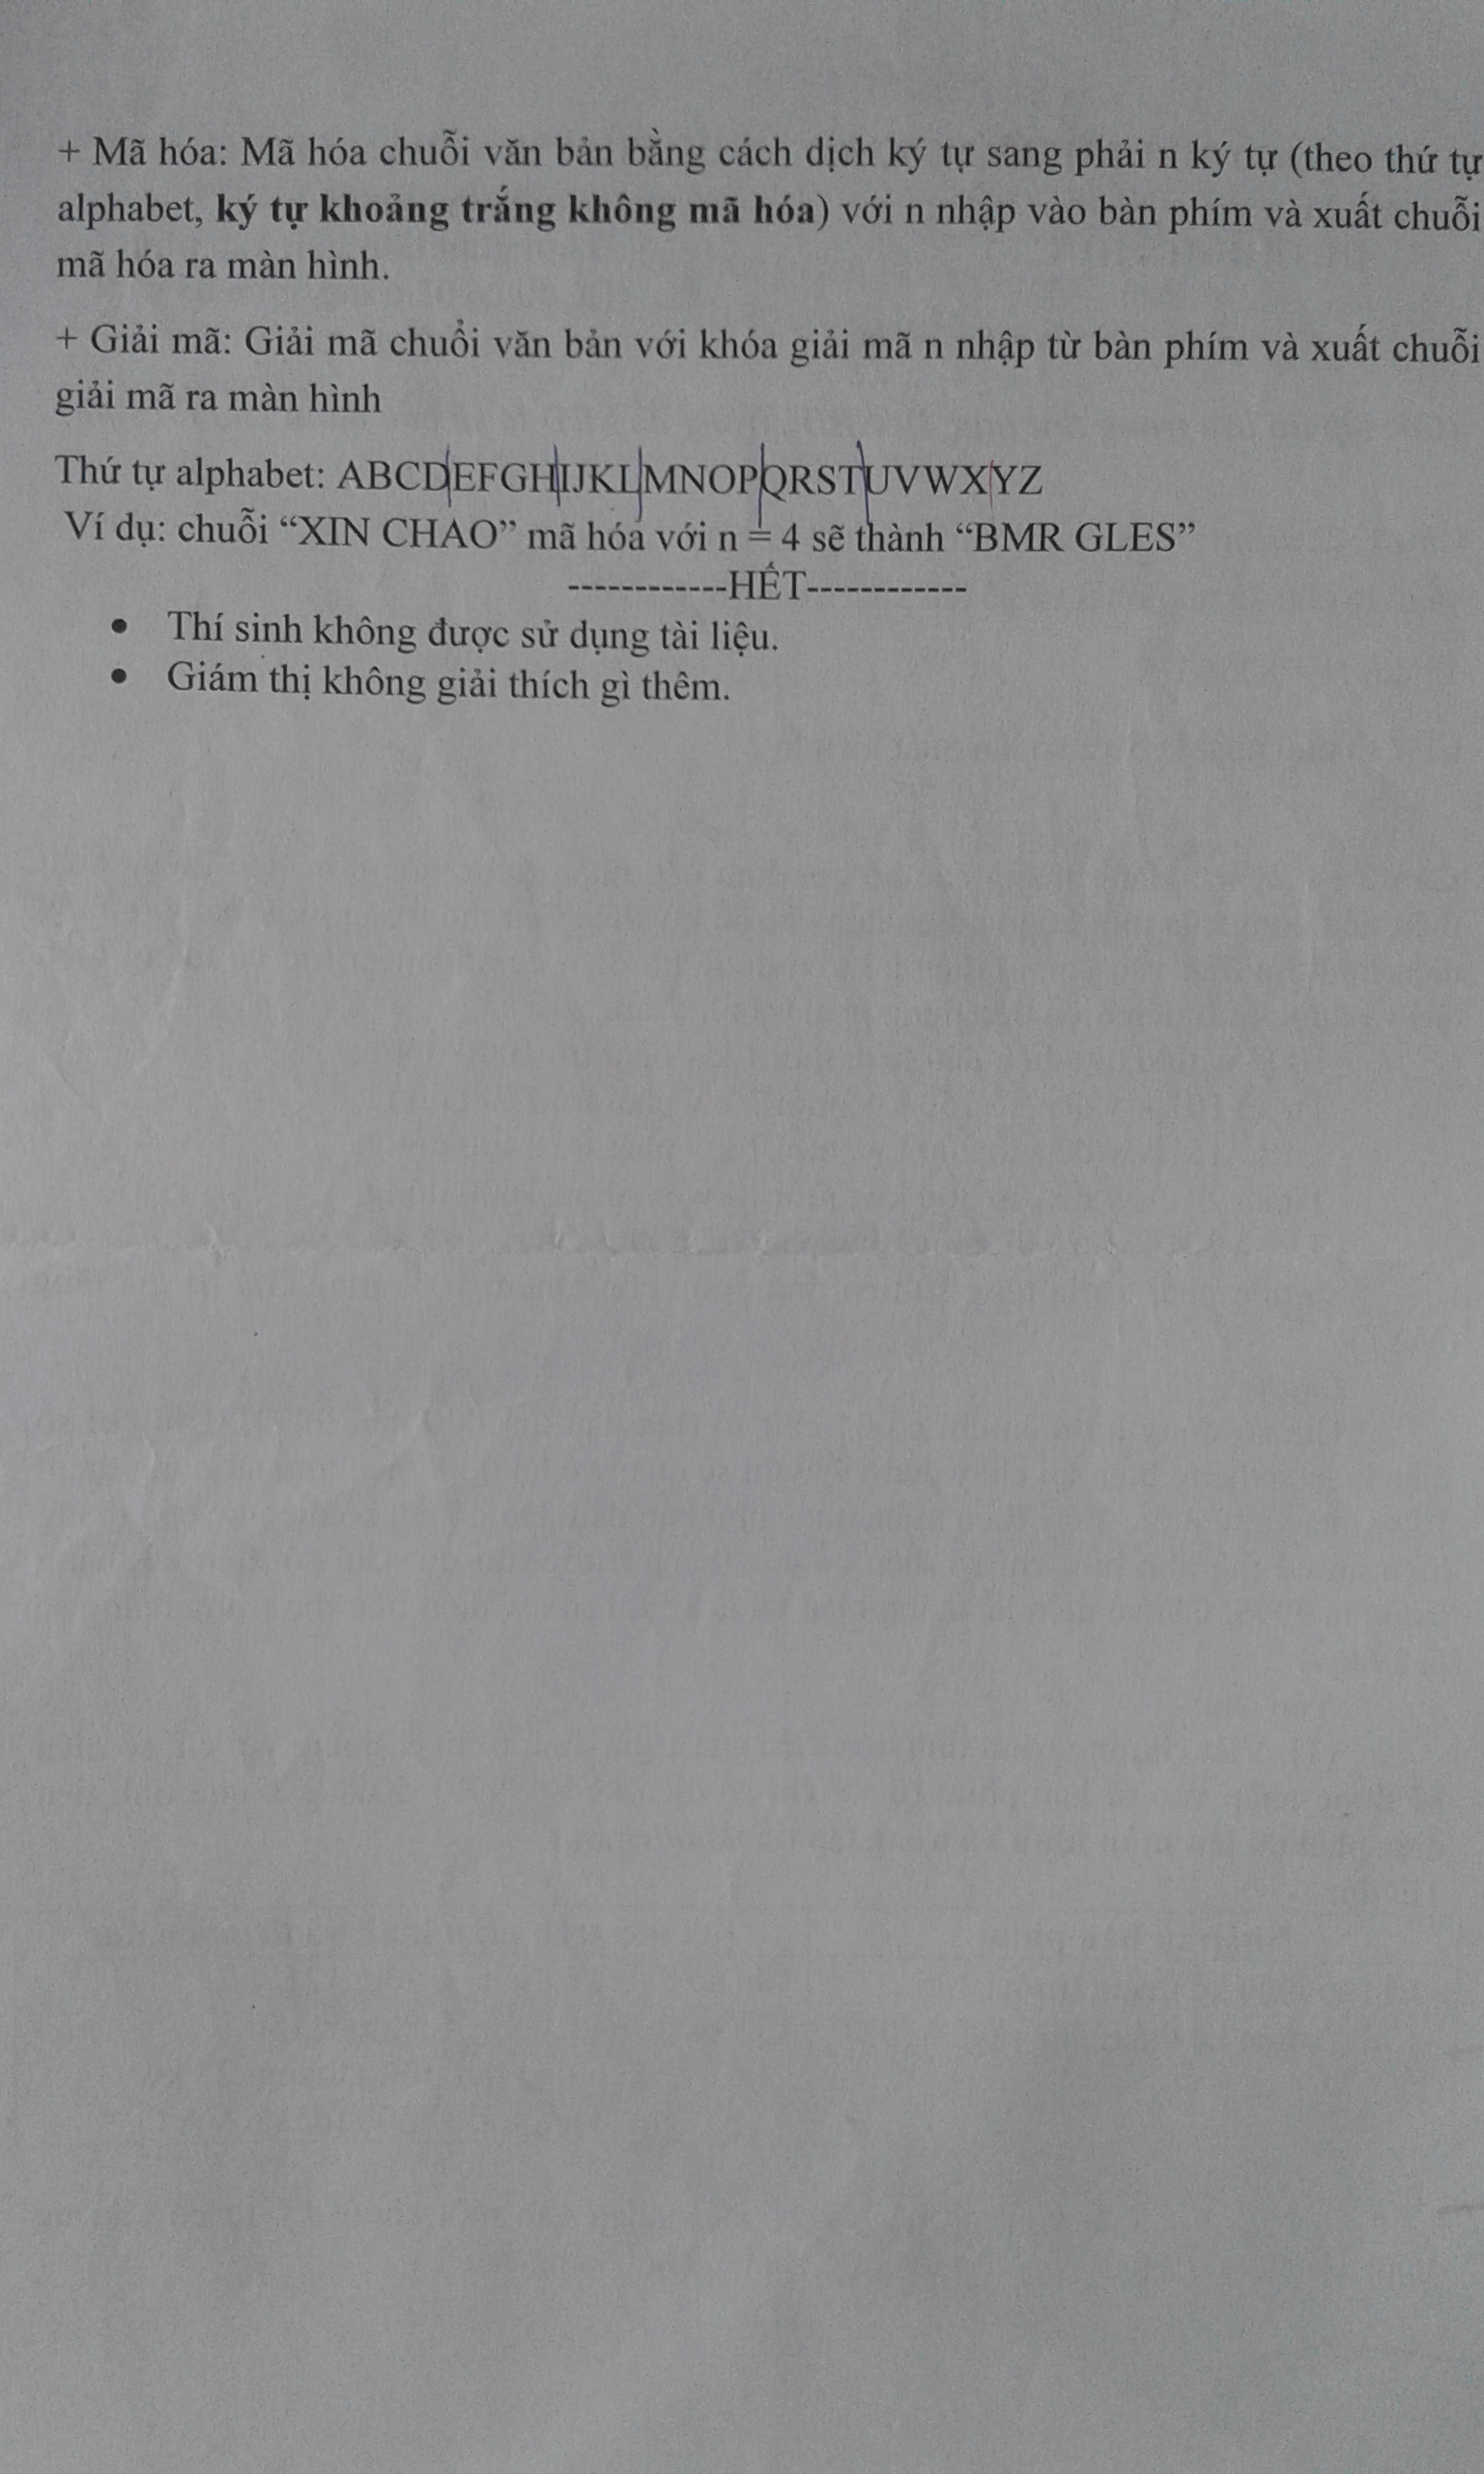 + Mã hóa: Mã hóa chuỗi văn bản bằng cách dịch ký tự sang phải n ký tự (theo thứ tự
alphabet, ký tự khoảng trắng không mã hóa) với n nhập vào bàn phím và xuất chuỗi
mã hóa ra màn hình.
+ Giải mã: Giải mã chuổi văn bản với khóa giải mã n nhập từ bàn phím và xuất chuỗi
giải mã ra màn hình
Thứ tự alphabet: ABCDEFGHIJKLMNOPQRSTUVWXYZ
Ví dụ: chuỗi “XIN CHAO” mã hóa với n = 4 sẽ thành “BMR GLES”
------------HẾT------------
• Thí sinh không được sử dụng tài liệu.
• Giám thị không giải thích gì thêm.